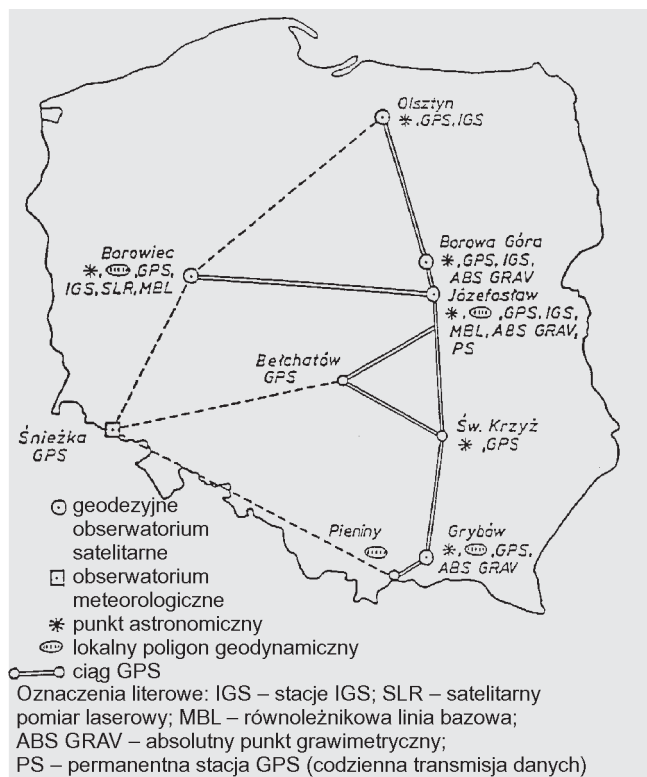 Olsztyn
*, GPS, IGS
Borowa Góra
*, GPS, IGS,
ABS GRAV
Borowiec
*, , GPS,
IGS, SLR, MBL
Józefosław
*, , GPS, IGS,
MBL, ABS GRAV,
PS
Bełchatów
GPS
Śnieżka
GPS
Św. Krzyż
*, GPS
Pieniny
Grybów
*, , GPS,
ABS GRAV
geodezyjne
obserwatorium
satelitarne
obserwatorium
meteorologiczne
* punkt astronomiczny
lokalny poligon geodynamiczny
ciąg GPS
Oznaczenia literowe: IGS – stacje IGS; SLR – satelitarny
pomiar laserowy; MBL – równoleżnikowa linia bazowa;
ABS GRAV – absolutny punkt grawimetryczny;
PS – permanentna stacja GPS (codzienna transmisja danych)